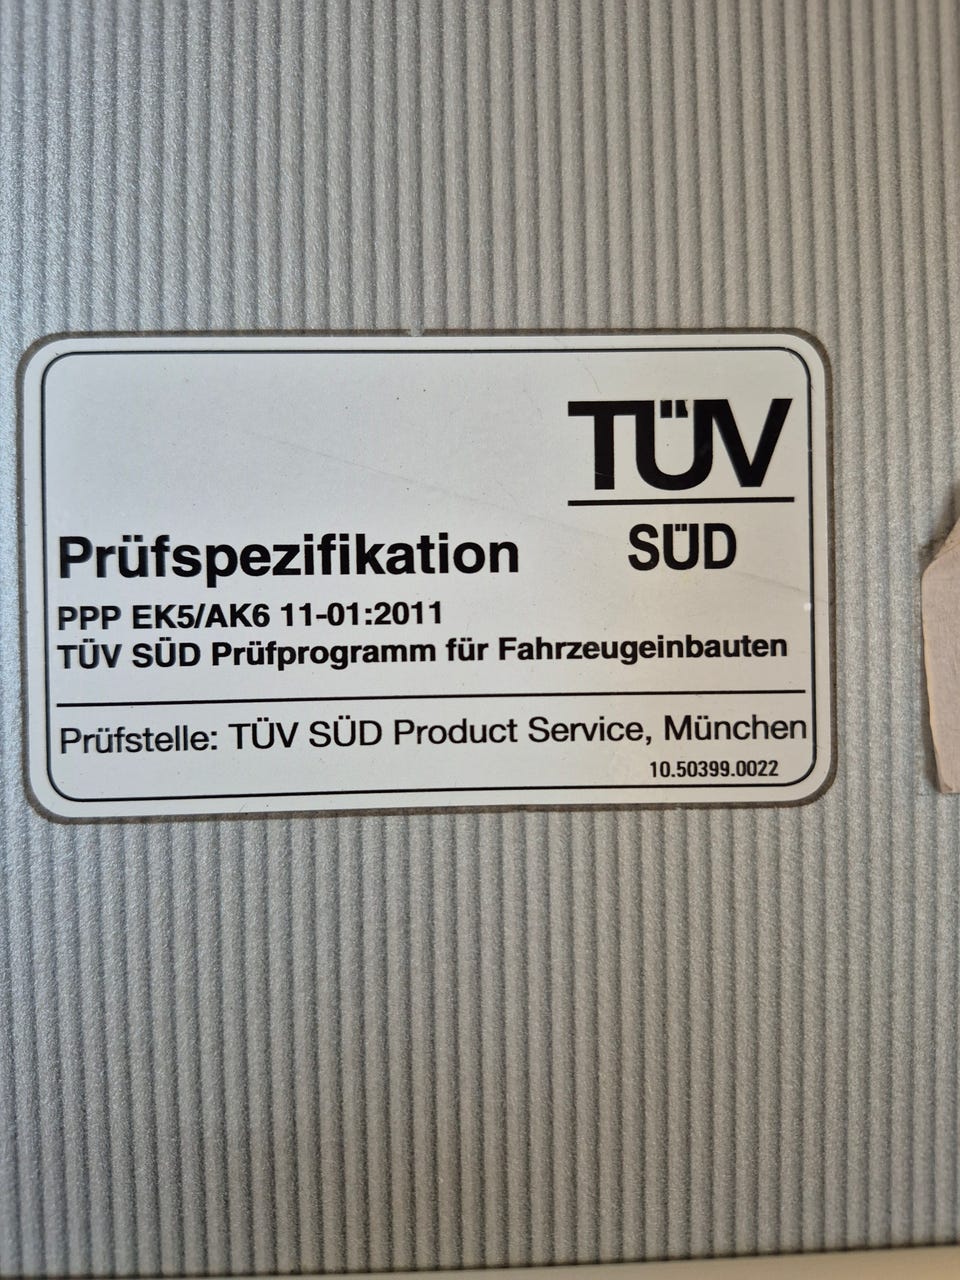 TÜV
SÜD
Prüfspezifikation
PPP EK5/AK6 11-01:2011
TÜV SÜD Prüfprogramm für Fahrzeugeinbauten
Prüfstelle: TÜV SÜD Product Service, München
10.50399.0022